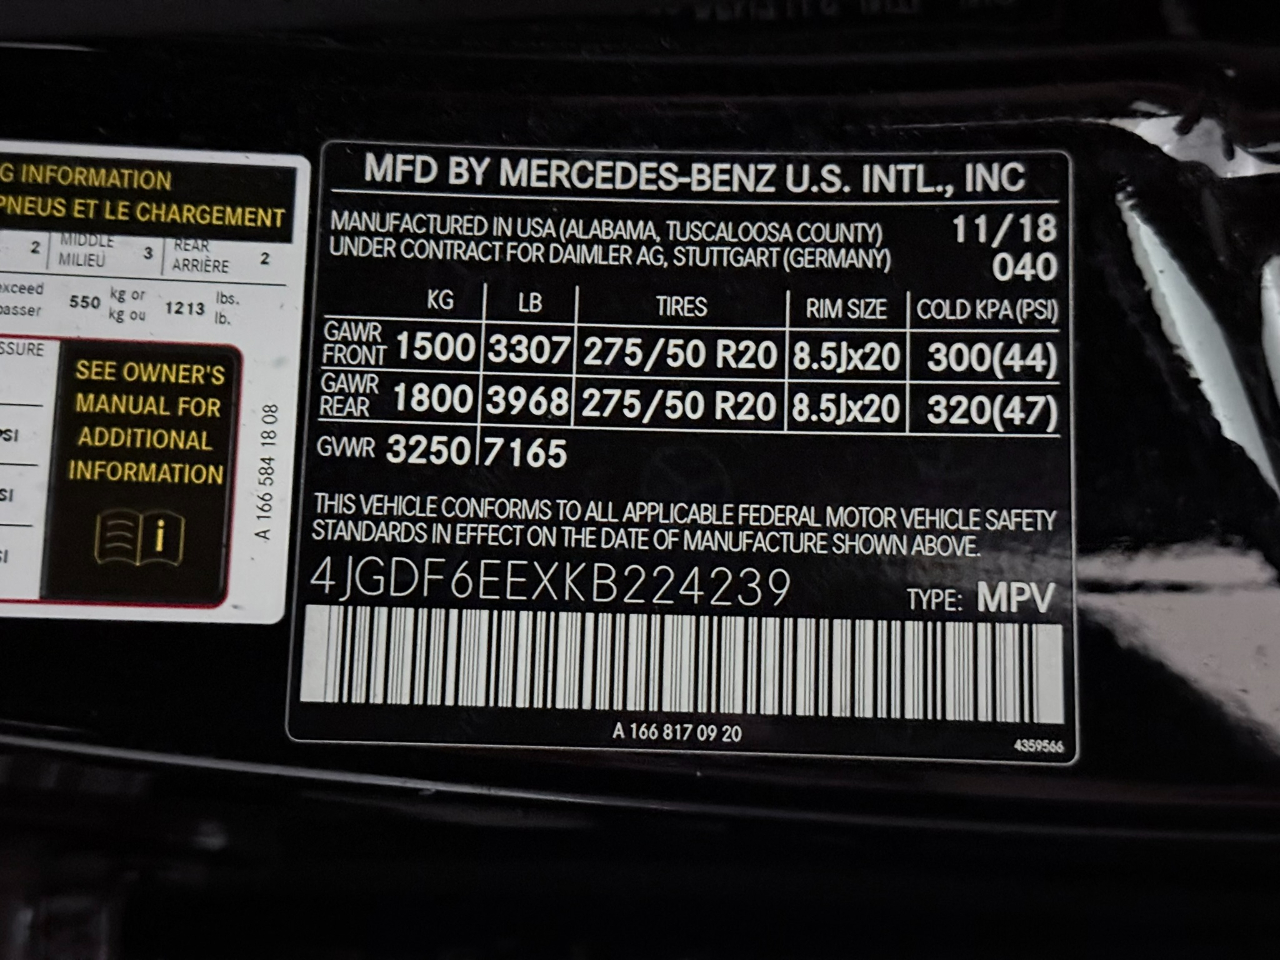 G INFORMATION
PNEUS ET LE CHARGEMENT
2 MIDDLE MILIEU 3 REAR ARRIÈRE 2
550 kg or kg ou 1213 lbs. lb.
SEE OWNER'S
MANUAL FOR
ADDITIONAL
INFORMATION
A 166 584 18 08
MFD BY MERCEDES-BENZ U.S. INTL., INC
MANUFACTURED IN USA (ALABAMA, TUSCALOOSA COUNTY) 11/18
UNDER CONTRACT FOR DAIMLER AG, STUTTGART (GERMANY) 040
KG LB TIRES RIM SIZE COLD KPA (PSI)
GAWR FRONT 1500 3307 275/50 R20 8.5Jx20 300(44)
GAWR REAR 1800 3968 275/50 R20 8.5Jx20 320(47)
GVWR 3250 7165
THIS VEHICLE CONFORMS TO ALL APPLICABLE FEDERAL MOTOR VEHICLE SAFETY
STANDARDS IN EFFECT ON THE DATE OF MANUFACTURE SHOWN ABOVE.
4JGDF6EEXKB224239 TYPE: MPV
A 166 817 09 20
4359566